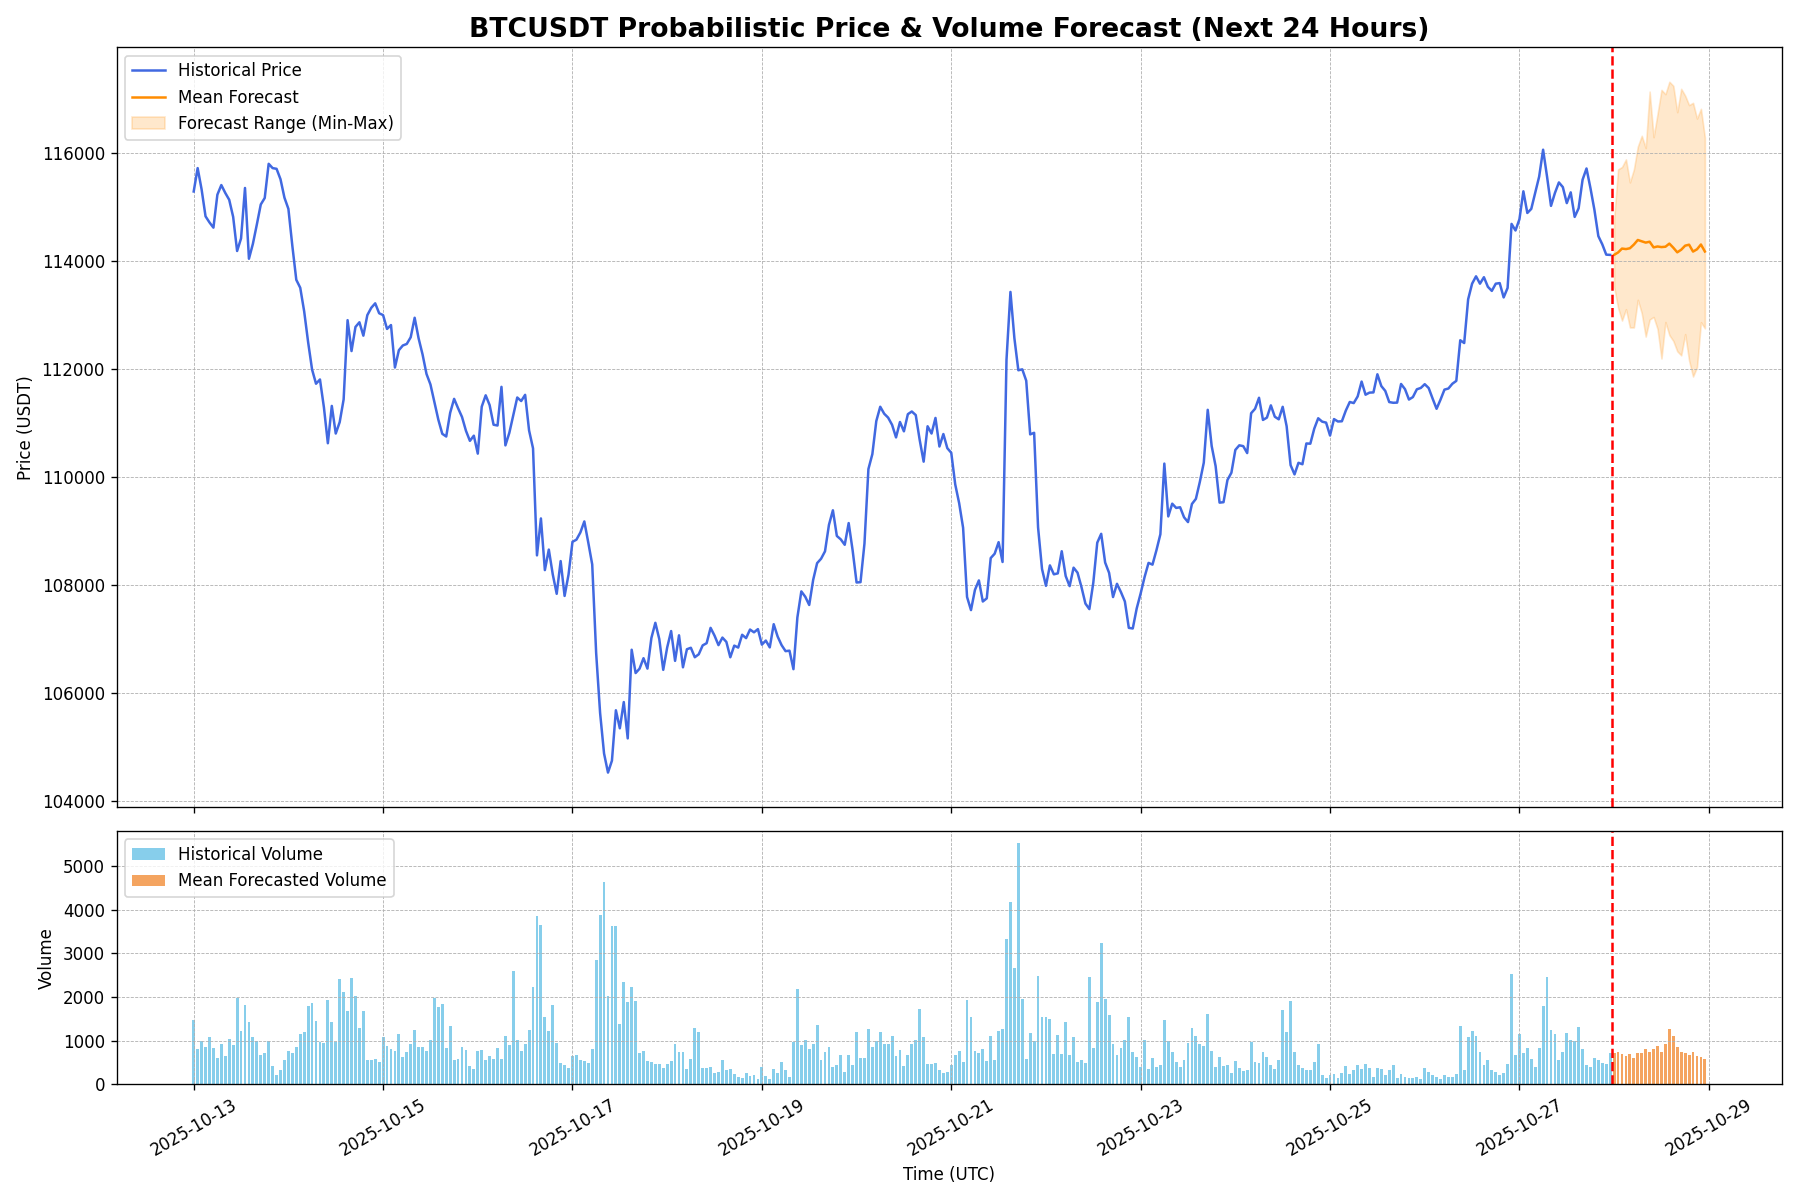 BTCUSDT Probabilistic Price & Volume Forecast (Next 24 Hours)
Historical Price
Mean Forecast
Forecast Range (Min-Max)
Price (USDT)
116000
114000
112000
110000
108000
106000
104000
Historical Volume
Mean Forecasted Volume
Volume
5000
4000
3000
2000
1000
0
2025-10-13
2025-10-15
2025-10-17
2025-10-19
2025-10-21
2025-10-23
2025-10-25
2025-10-27
2025-10-29
Time (UTC)